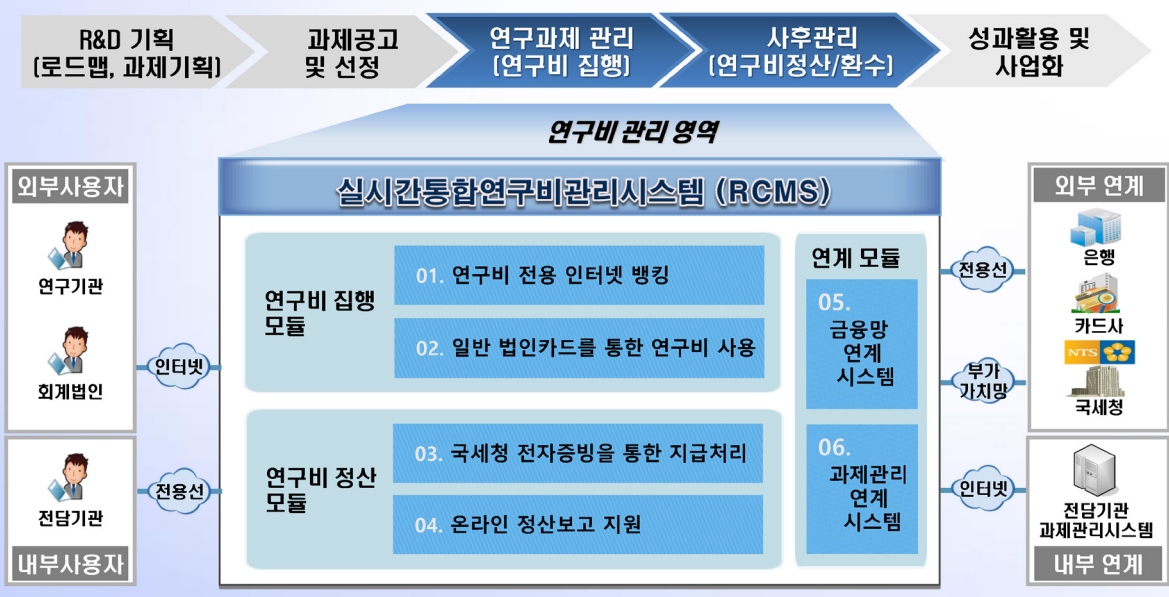 R&D 기획
(로드맵, 과제기획)
과제공고
및 선정
연구과제 관리
(연구비 집행)
사후관리
(연구비정산/환수)
성과활용 및
사업화
연구비 관리 영역
실시간통합연구비관리시스템 (RCMS)
외부사용자
연구기관
회계법인
전담기관
내부사용자
인터넷
전용선
연구비 집행
모듈
01. 연구비 전용 인터넷 뱅킹
02. 일반 법인카드를 통한 연구비 사용
연구비 정산
모듈
03. 국세청 전자증빙을 통한 지급처리
04. 온라인 정산보고 지원
연계 모듈
05.
금융망
연계
시스템
06.
과제관리
연계
시스템
전용선
부가
가치망
인터넷
외부 연계
은행
카드사
NTS
국세청
전담기관
과제관리시스템
내부 연계